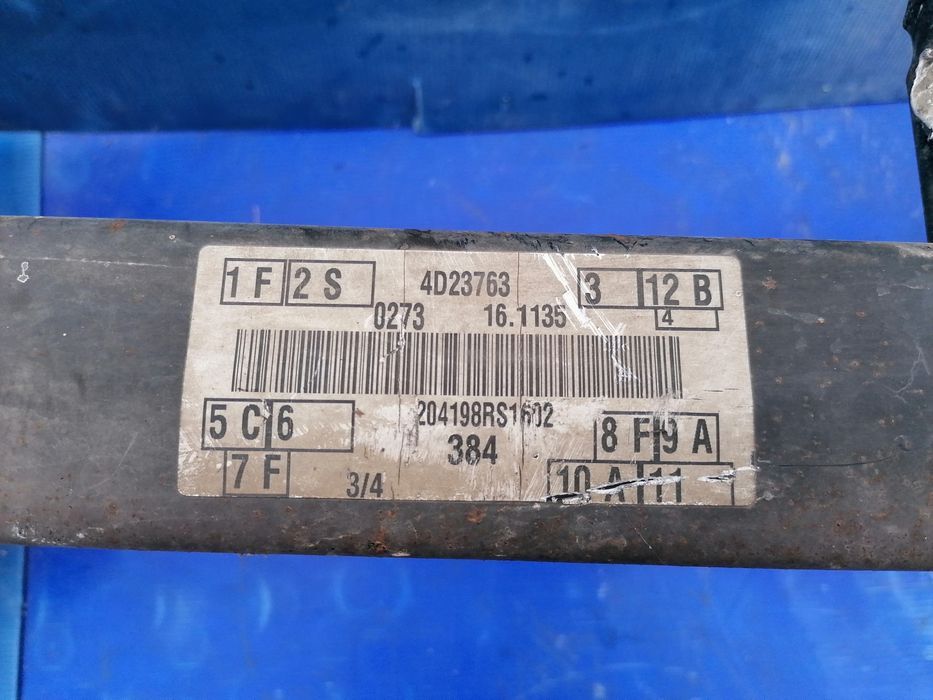 1 F 2 S 4D23763 3 12 B
0273 16.1135 4
204198RS1602
5 C 6 384 8 F 9 A
7 F 3/4 10 A 11